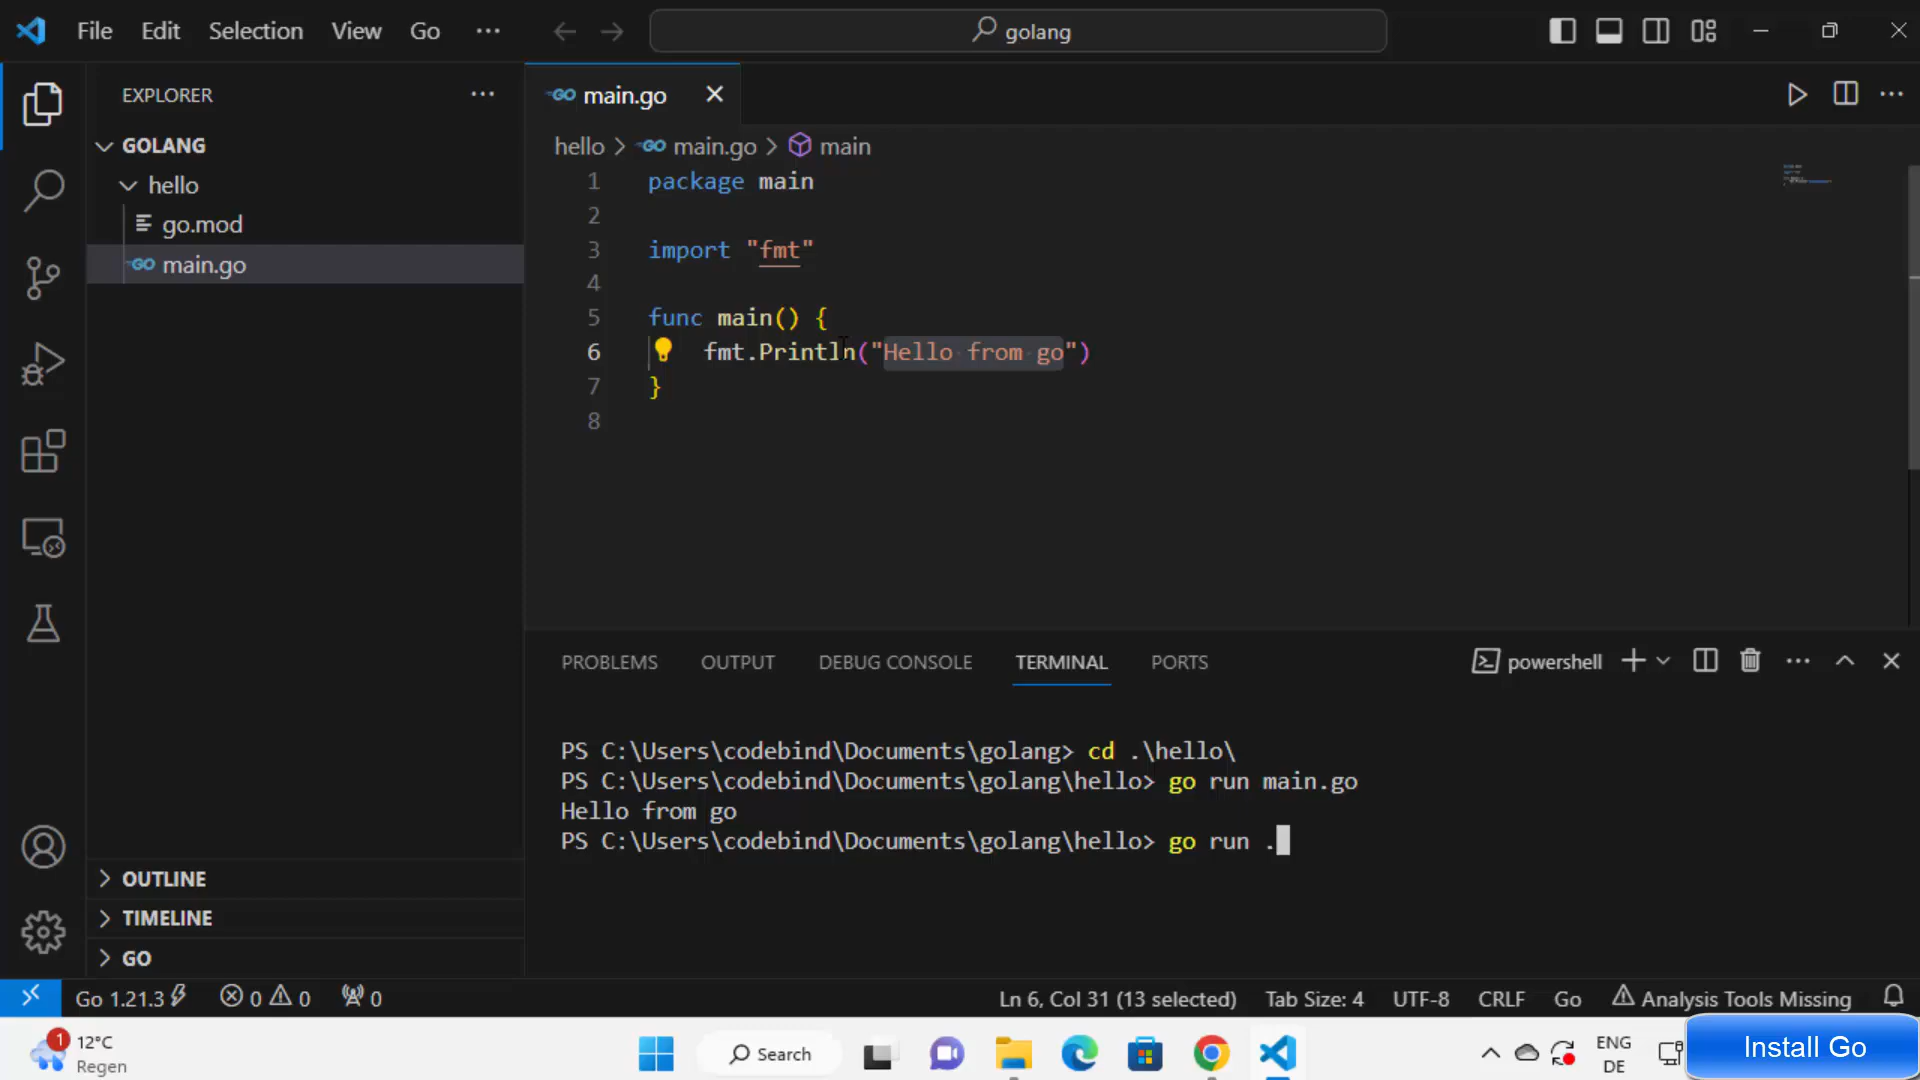 File Edit Selection View Go ··· golang
EXPLORER ···
GOLANG
hello
go.mod
GO main.go
OUTLINE
TIMELINE
GO
GO main.go
hello > GO main.go > main
1 package main
2
3 import "fmt"
4
5 func main() {
6 fmt.Println("Hello·from·go")
7 }
8
PROBLEMS OUTPUT DEBUG CONSOLE TERMINAL PORTS powershell
PS C:\Users\codebind\Documents\golang> cd .\hello\
PS C:\Users\codebind\Documents\golang\hello> go run main.go
Hello from go
PS C:\Users\codebind\Documents\golang\hello> go run .
Go 1.21.3 0 0 0 Ln 6, Col 31 (13 selected) Tab Size: 4 UTF-8 CRLF Go Analysis Tools Missing
1 12°C
Regen
Search
ENG
DE
Install Go